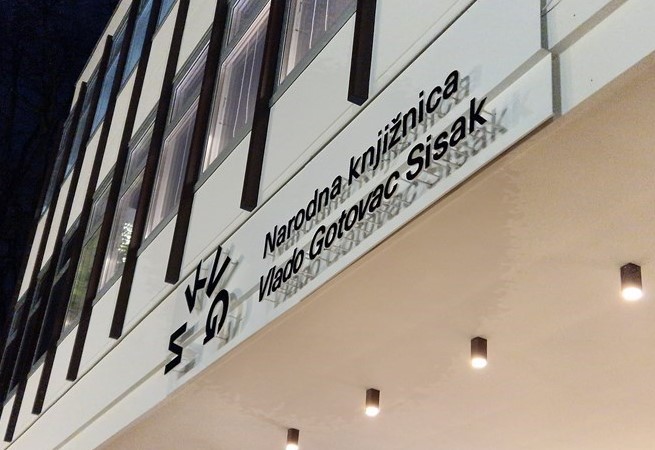 Narodna knjižnica
Vlado Gotovac Sisak